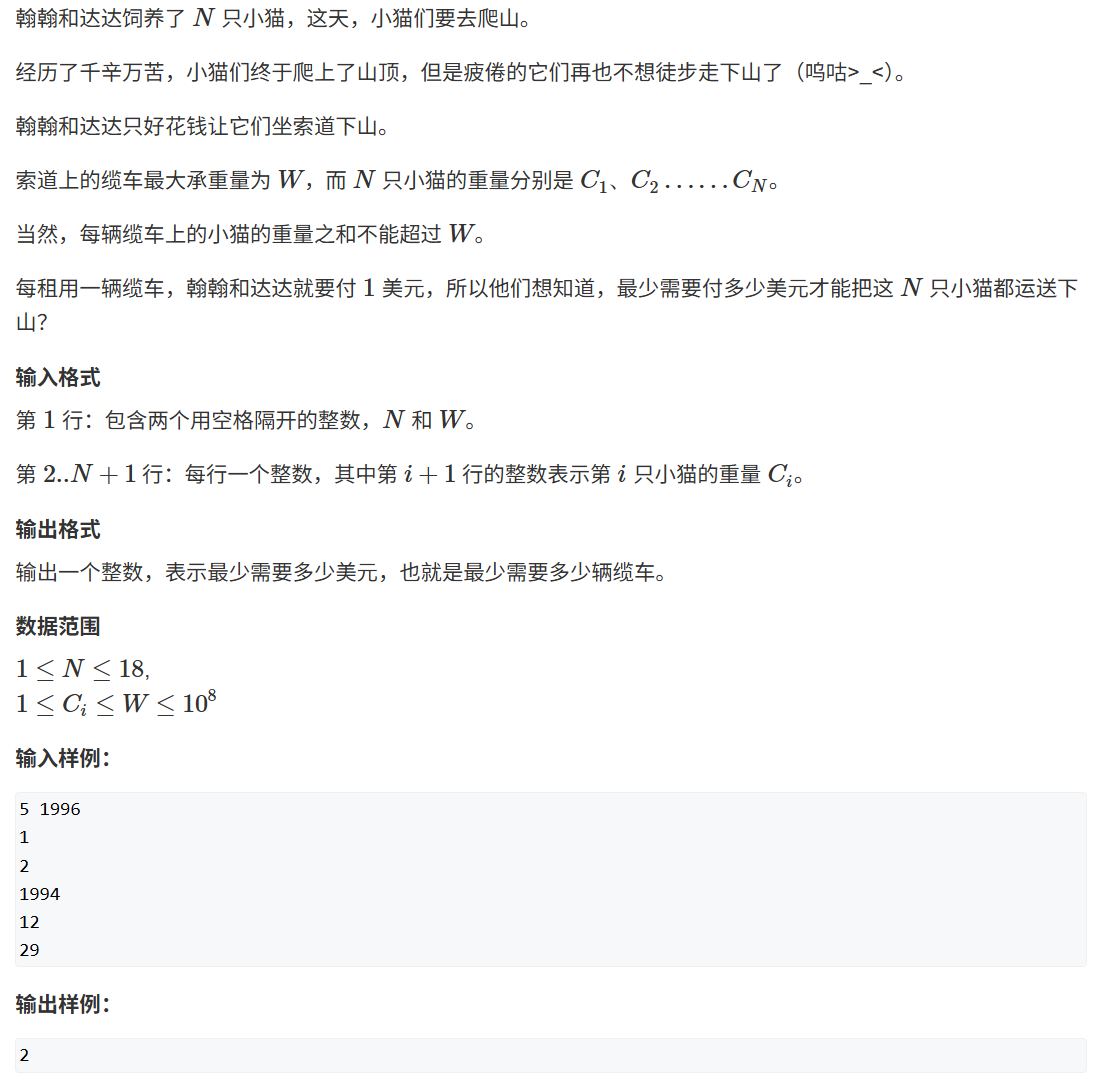 翰翰和达达饲养了 N 只小猫，这天，小猫们要去爬山。
经历了千辛万苦，小猫们终于爬上了山顶，但是疲倦的它们再也不想徒步走下山了（呜咕>_<）。
翰翰和达达只好花钱让它们坐索道下山。
索道上的缆车最大承重量为 W，而 N 只小猫的重量分别是 C₁、C₂......C_N。
当然，每辆缆车上的小猫的重量之和不能超过 W。
每租用一辆缆车，翰翰和达达就要付 1 美元，所以他们想知道，最少需要付多少美元才能把这 N 只小猫都运送下
山？
输入格式
第 1 行：包含两个用空格隔开的整数，N 和 W。
第 2..N + 1 行：每行一个整数，其中第 i + 1 行的整数表示第 i 只小猫的重量 C_i。
输出格式
输出一个整数，表示最少需要多少美元，也就是最少需要多少辆缆车。
数据范围
1 ≤ N ≤ 18,
1 ≤ C_i ≤ W ≤ 10⁸
输入样例：
5 1996
1
2
1994
12
29
输出样例：
2